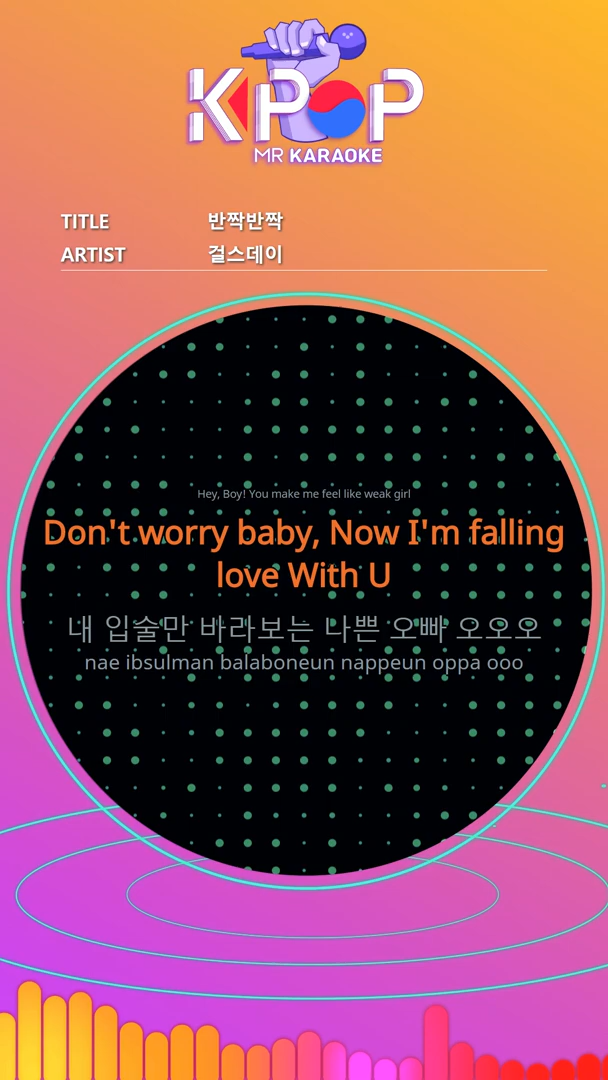 KPOP
MR KARAOKE
TITLE 반짝반짝
ARTIST 걸스데이
Hey, Boy! You make me feel like weak girl
Don't worry baby, Now I'm falling
love With U
내 입술만 바라보는 나쁜 오빠 오오오
nae ibsulman balaboneun nappeun oppa ooo